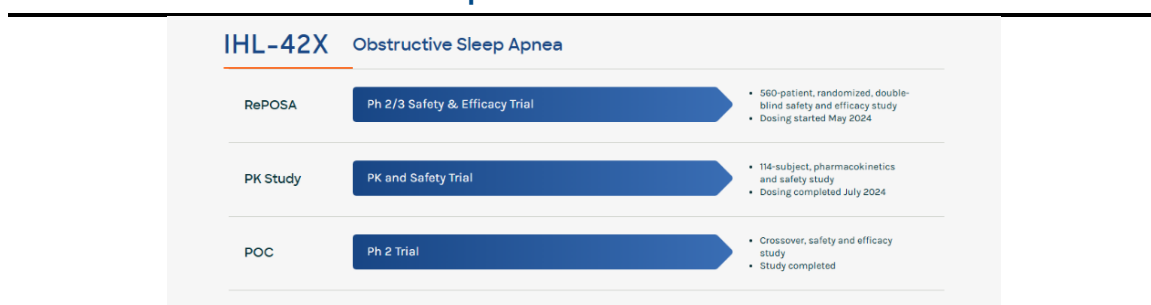 IHL-42X Obstructive Sleep Apnea
RePOSA
Ph 2/3 Safety & Efficacy Trial
• 560-patient, randomized, double-
blind safety and efficacy study
• Dosing started May 2024
PK Study
PK and Safety Trial
• 114-subject, pharmacokinetics
and safety study
• Dosing completed July 2024
POC
Ph 2 Trial
• Crossover, safety and efficacy
study
• Study completed